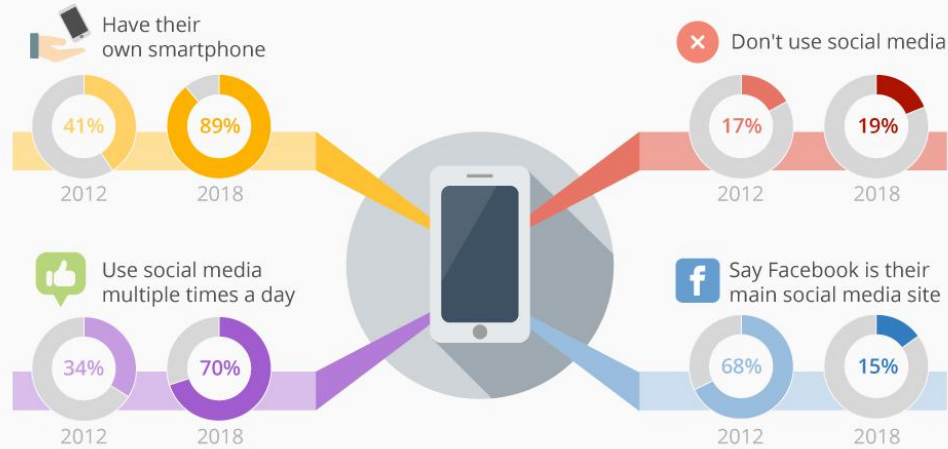 Have their
own smartphone
41%
89%
2012
2018
Don't use social media
17%
19%
2012
2018
Use social media
multiple times a day
34%
70%
2012
2018
f
Say Facebook is their
main social media site
68%
15%
2012
2018